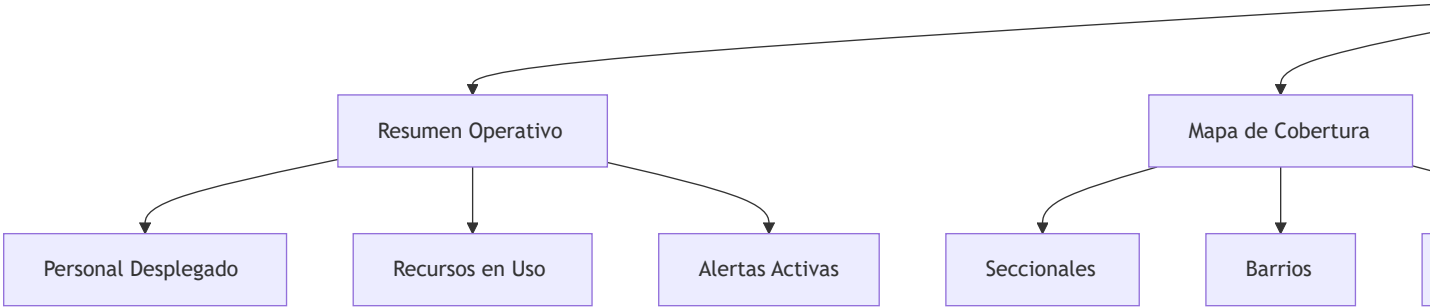 Resumen Operativo
Mapa de Cobertura
Personal Desplegado
Recursos en Uso
Alertas Activas
Seccionales
Barrios